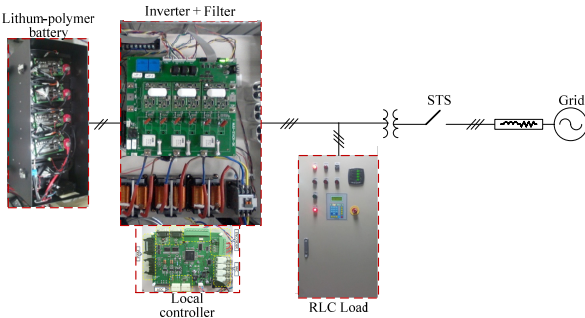 Lithum-polymer
battery
Inverter + Filter
STS
Grid
Local
controller
RLC Load